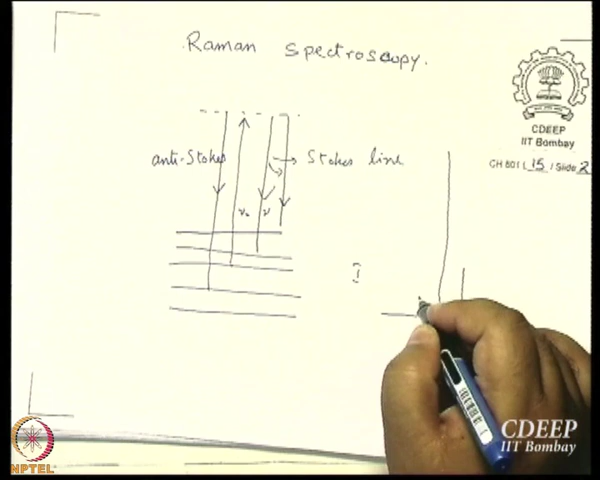 Raman Spectroscopy.
anti-Stokes
Stokes line
ν₀
ν
I
CDEEP
IIT Bombay
CH 801 L 15 / Slide 2
CDEEP
IIT Bombay
NPTEL